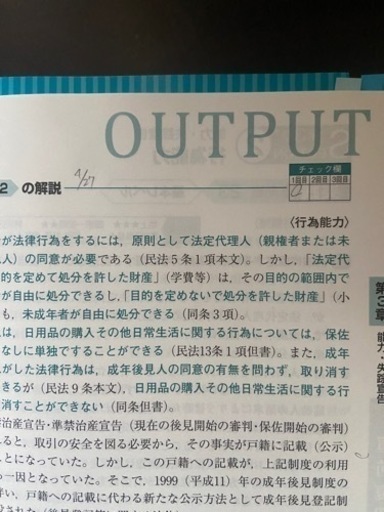 OUTPUT
チェック欄
1回目 2回目 3回目
2 の解説
〈行為能力〉
が法律行為をするには，原則として法定代理人（親権者または未
人）の同意が必要である（民法5条1項本文）。しかし，「法定代
的を定めて処分を許した財産」（学費等）は，その目的の範囲内で
が自由に処分できるし，「目的を定めないで処分を許した財産」（小
も，未成年者が自由に処分できる（同条3項）。
は，日用品の購入その他日常生活に関する行為については，保佐
なしに単独ですることができる（民法13条1項但書）。また，成年
がした法律行為は，成年後見人の同意の有無を問わず，取り消す
きるが（民法9条本文），日用品の購入その他日常生活に関する行
消すことができない（同条但書）。
治産宣告・準禁治産宣告（現在の後見開始の審判・保佐開始の審判）
ると，取引の安全を図る必要から，その事実が戸籍に記載（公示）
とになっていた。しかし，この戸籍への記載が，上記制度の利用
一因となっていた。そこで，1999（平成11）年の成年後見制度の
伴い，戸籍への記載に代わる新たな公示方法として成年後見登記制
第3章
能力・失踪宣告